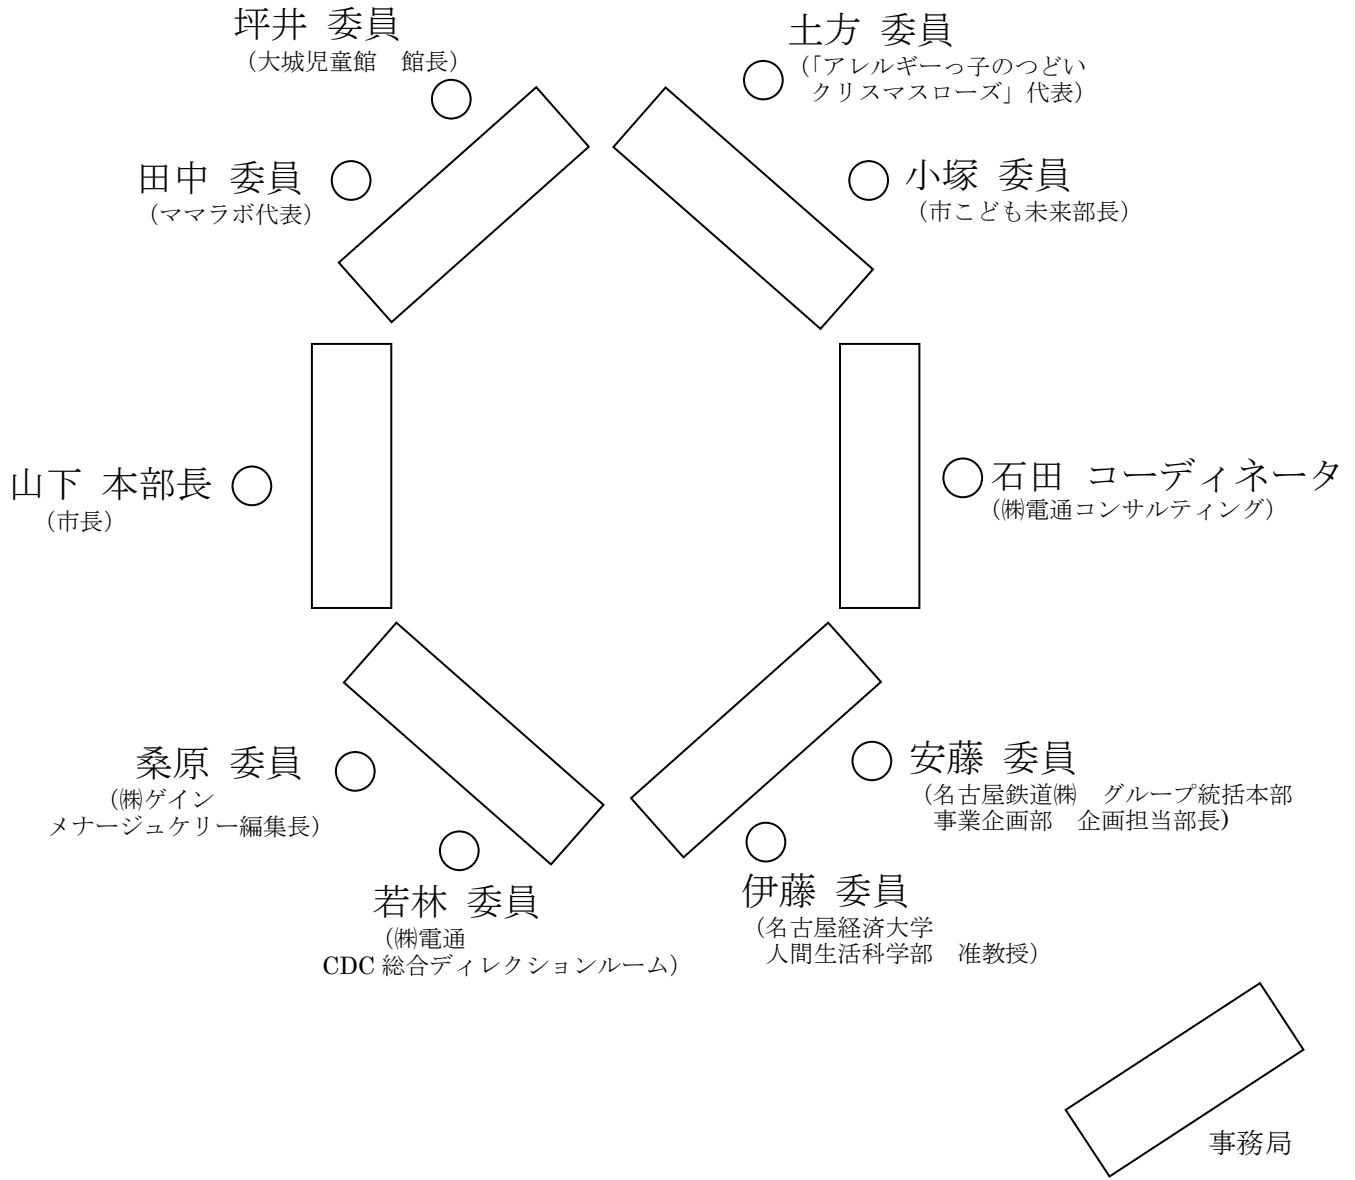 坪井 委員
（大城児童館　館長）
土方 委員
（「アレルギーっ子のつどい
クリスマスローズ」代表）
田中 委員
（ママラボ代表）
小塚 委員
（市こども未来部長）
山下 本部長
（市長）
石田 コーディネータ
（㈱電通コンサルティング）
桑原 委員
（㈱ゲイン
メナージュケリー編集長）
安藤 委員
（名古屋鉄道㈱　グループ統括本部
事業企画部　企画担当部長)
若林 委員
（㈱電通
CDC 総合ディレクションルーム）
伊藤 委員
（名古屋経済大学
人間生活科学部　准教授）
事務局